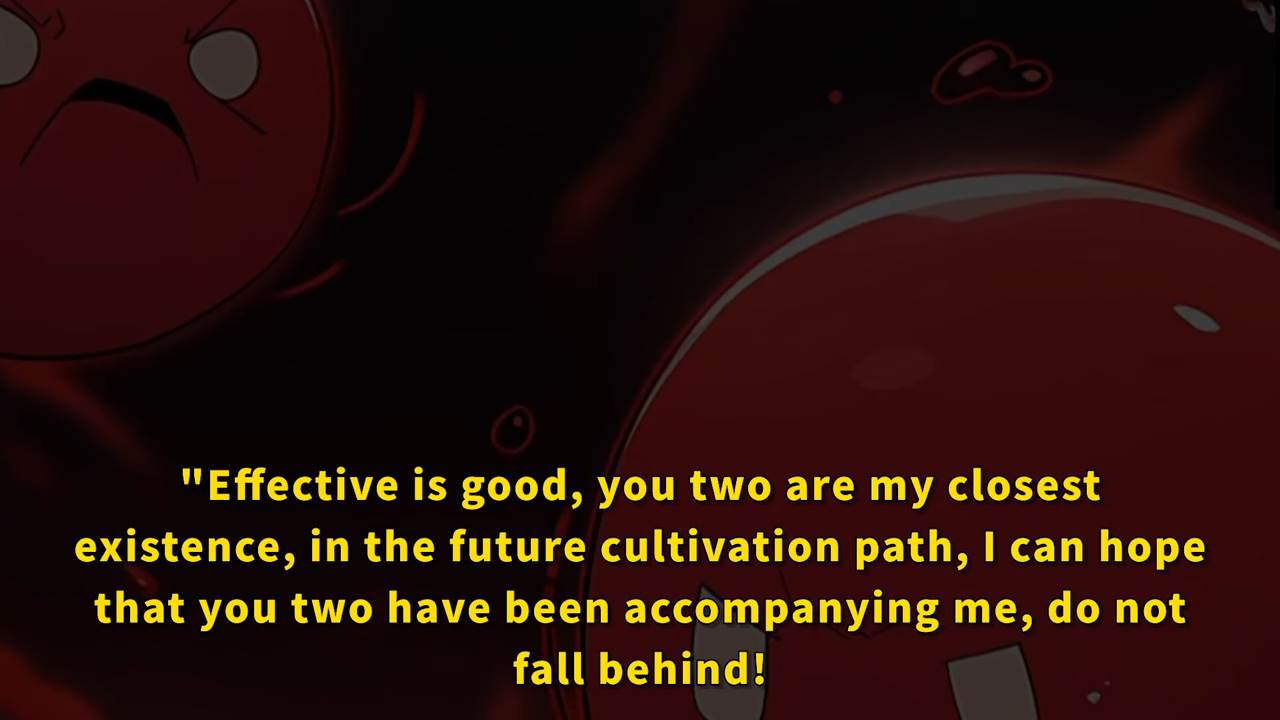 "Effective is good, you two are my closest
existence, in the future cultivation path, I can hope
that you two have been accompanying me, do not
fall behind!